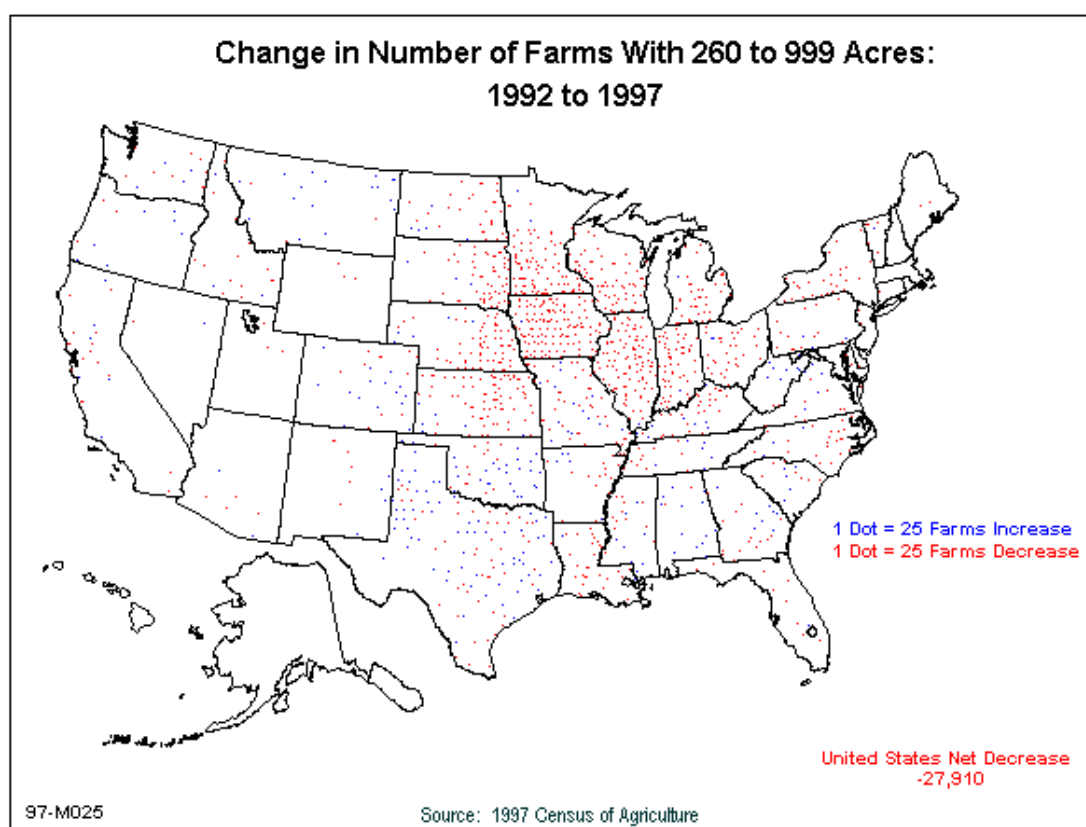 Change in Number of Farms With 260 to 999 Acres:
1992 to 1997
1 Dot = 25 Farms Increase
1 Dot = 25 Farms Decrease
United States Net Decrease
-27,910
97-M025
Source: 1997 Census of Agriculture